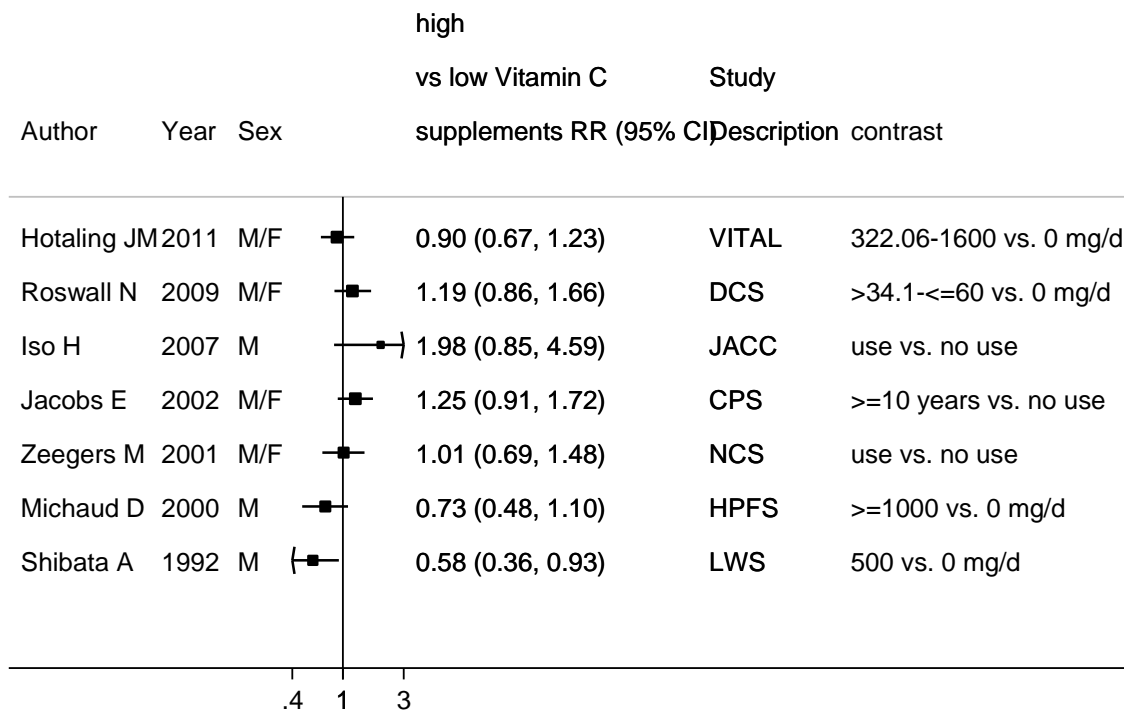 high
vs low Vitamin C Study
Author Year Sex supplements RR (95% CI) Description contrast
Hotaling JM 2011 M/F 0.90 (0.67, 1.23) VITAL 322.06-1600 vs. 0 mg/d
Roswall N 2009 M/F 1.19 (0.86, 1.66) DCS >34.1-<=60 vs. 0 mg/d
Iso H 2007 M 1.98 (0.85, 4.59) JACC use vs. no use
Jacobs E 2002 M/F 1.25 (0.91, 1.72) CPS >=10 years vs. no use
Zeegers M 2001 M/F 1.01 (0.69, 1.48) NCS use vs. no use
Michaud D 2000 M 0.73 (0.48, 1.10) HPFS >=1000 vs. 0 mg/d
Shibata A 1992 M 0.58 (0.36, 0.93) LWS 500 vs. 0 mg/d
.4 1 3